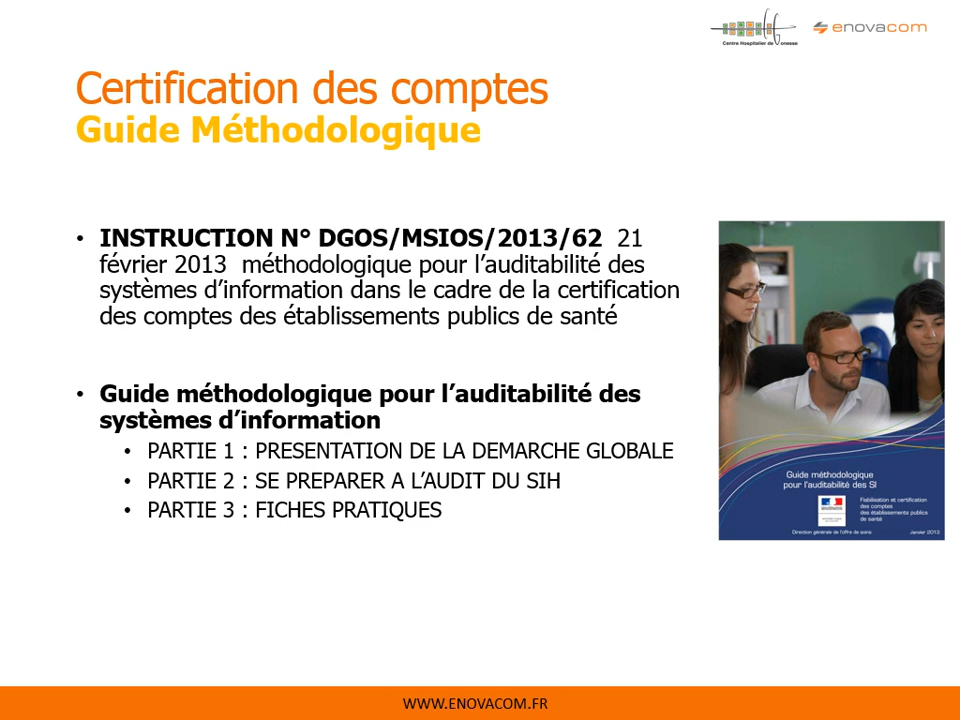 Centre Hospitalier de Gonesse
enovacom
Certification des comptes
Guide Méthodologique
• INSTRUCTION N° DGOS/MSIOS/2013/62 21
février 2013 méthodologique pour l’auditabilité des
systèmes d’information dans le cadre de la certification
des comptes des établissements publics de santé
• Guide méthodologique pour l’auditabilité des
systèmes d’information
• PARTIE 1 : PRESENTATION DE LA DEMARCHE GLOBALE
• PARTIE 2 : SE PREPARER A L’AUDIT DU SIH
• PARTIE 3 : FICHES PRATIQUES
Guide méthodologique
pour l'auditabilité des SI
Fiabilisation et certification
des comptes
des établissements publics
de santé
Direction générale de l'offre de soins
Janvier 2013
WWW.ENOVACOM.FR